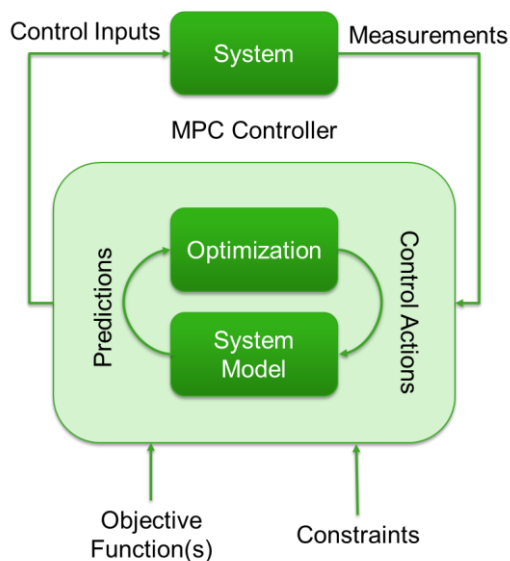 Control Inputs
System
Measurements
MPC Controller
Optimization
Predictions
Control Actions
System
Model
Objective
Function(s)
Constraints